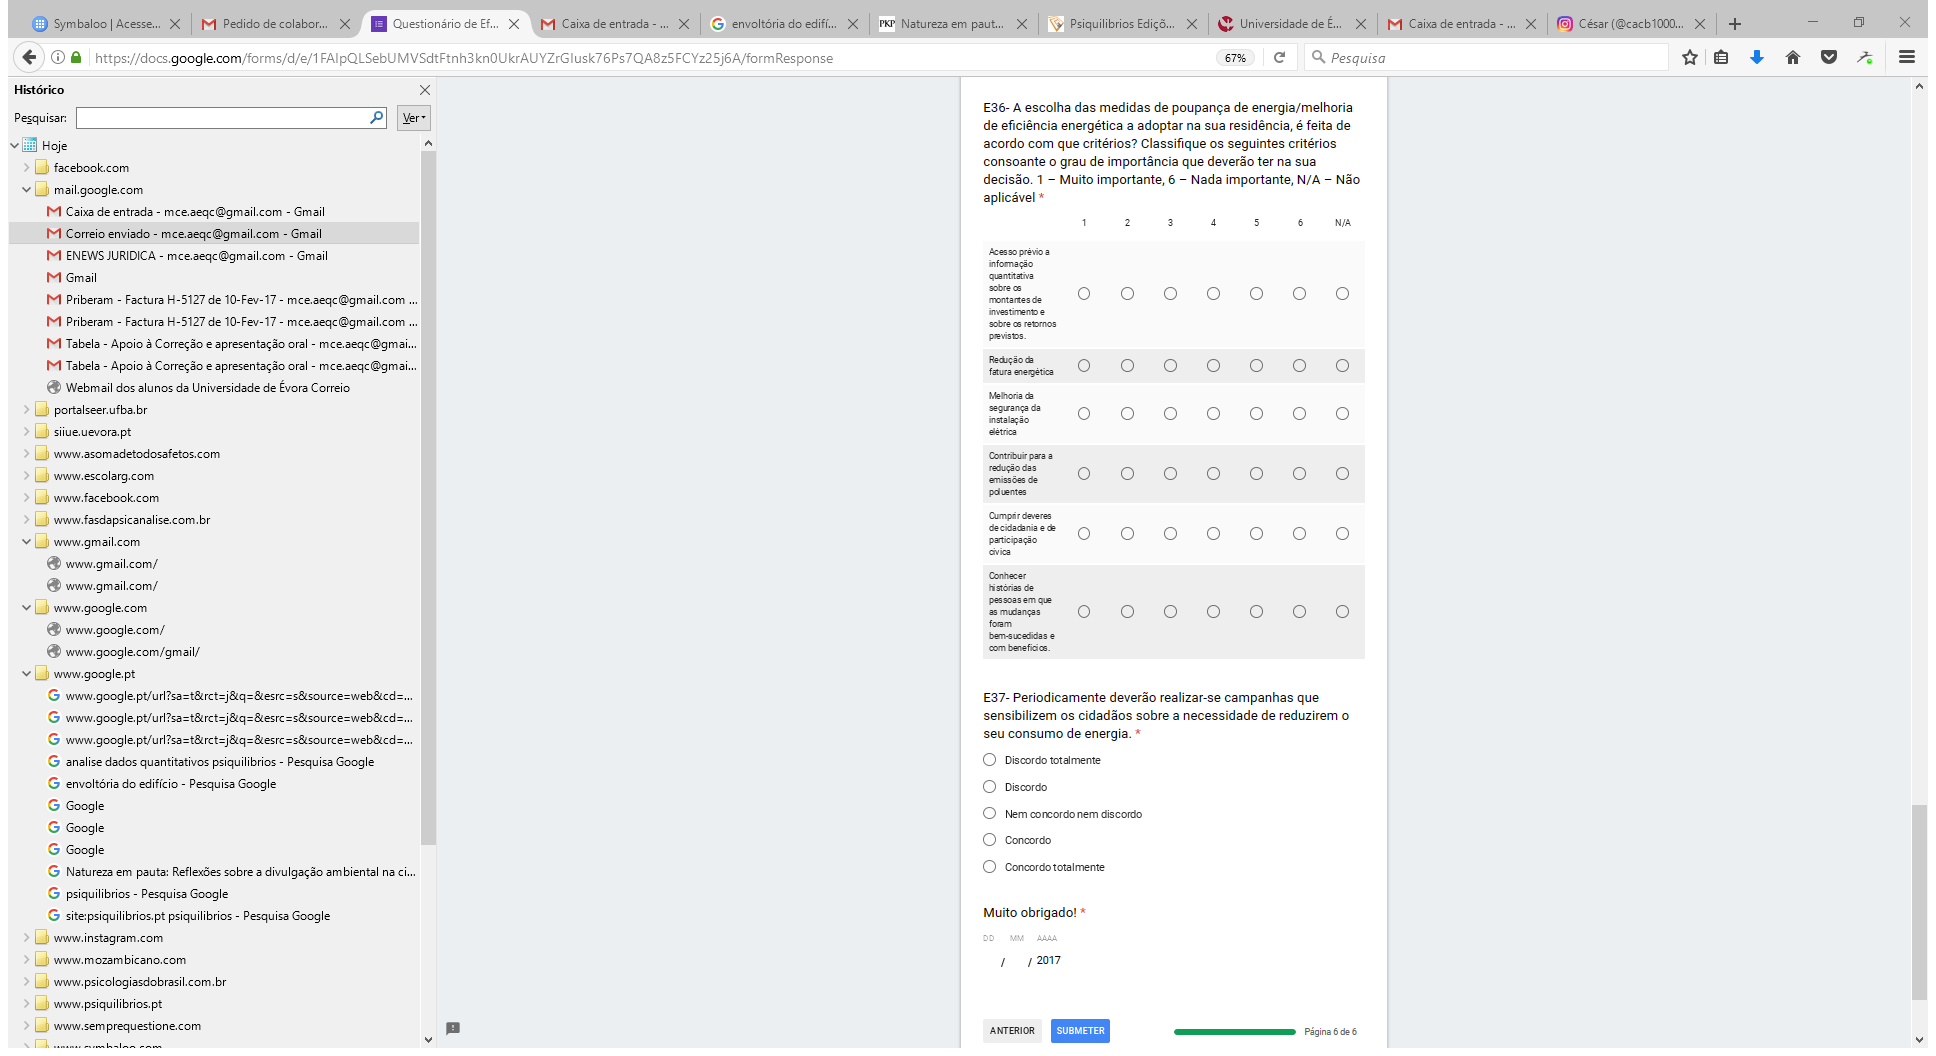 Symbaloo | Acesse...
Pedido de colabor...
Questionário de Ef...
Caixa de entrada - ...
envoltória do edifí...
PKP Natureza em paut...
Psiquilibrios Ediçõ...
Universidade de É...
Caixa de entrada - ...
César (@cacb1000...
https://docs.google.com/forms/d/e/1FAIpQLSebUMVSdtFtnh3kn0UkrAUYZrGIusk76Ps7QA8z5FCYz25j6A/formResponse
67%
Pesquisa
Histórico
Pesquisar:
Ver
Hoje
facebook.com
mail.google.com
Caixa de entrada - mce.aeqc@gmail.com - Gmail
Correio enviado - mce.aeqc@gmail.com - Gmail
ENEWS JURIDICA - mce.aeqc@gmail.com - Gmail
Gmail
Priberam - Factura H-5127 de 10-Fev-17 - mce.aeqc@gmail.com ...
Priberam - Factura H-5127 de 10-Fev-17 - mce.aeqc@gmail.com ...
Tabela - Apoio à Correção e apresentação oral - mce.aeqc@gmai...
Tabela - Apoio à Correção e apresentação oral - mce.aeqc@gmai...
Webmail dos alunos da Universidade de Évora Correio
portalseer.ufba.br
siiue.uevora.pt
www.asomadetodosafetos.com
www.escolarg.com
www.facebook.com
www.fasdapsicanalise.com.br
www.gmail.com
www.gmail.com/
www.gmail.com/
www.google.com
www.google.com/
www.google.com/gmail/
www.google.pt
www.google.pt/url?sa=t&rct=j&q=&esrc=s&source=web&cd=...
www.google.pt/url?sa=t&rct=j&q=&esrc=s&source=web&cd=...
www.google.pt/url?sa=t&rct=j&q=&esrc=s&source=web&cd=...
analise dados quantitativos psiquilibrios - Pesquisa Google
envoltória do edifício - Pesquisa Google
Google
Google
Google
Natureza em pauta: Reflexões sobre a divulgação ambiental na ci...
psiquilibrios - Pesquisa Google
site:psiquilibrios.pt psiquilibrios - Pesquisa Google
www.instagram.com
www.mozambicano.com
www.psicologiasdobrasil.com.br
www.psiquilibrios.pt
www.semprequestione.com
www.symbaloo.com
E36- A escolha das medidas de poupança de energia/melhoria
de eficiência energética a adoptar na sua residência, é feita de
acordo com que critérios? Classifique os seguintes critérios
consoante o grau de importância que deverão ter na sua
decisão. 1 – Muito importante, 6 – Nada importante, N/A – Não
aplicável *
1 2 3 4 5 6 N/A
Acesso prévio a
informação
quantitativa
sobre os
montantes de
investimento e
sobre os retornos
previstos.
Redução da
fatura energética
Melhoria da
segurança da
instalação
elétrica
Contribuir para a
redução das
emissões de
poluentes
Cumprir deveres
de cidadania e de
participação
cívica
Conhecer
histórias de
pessoas em que
as mudanças
foram
bem-sucedidas e
com benefícios.
E37- Periodicamente deverão realizar-se campanhas que
sensibilizem os cidadãos sobre a necessidade de reduzirem o
seu consumo de energia. *
Discordo totalmente
Discordo
Nem concordo nem discordo
Concordo
Concordo totalmente
Muito obrigado! *
DD MM AAAA
/ / 2017
ANTERIOR SUBMETER Página 6 de 6